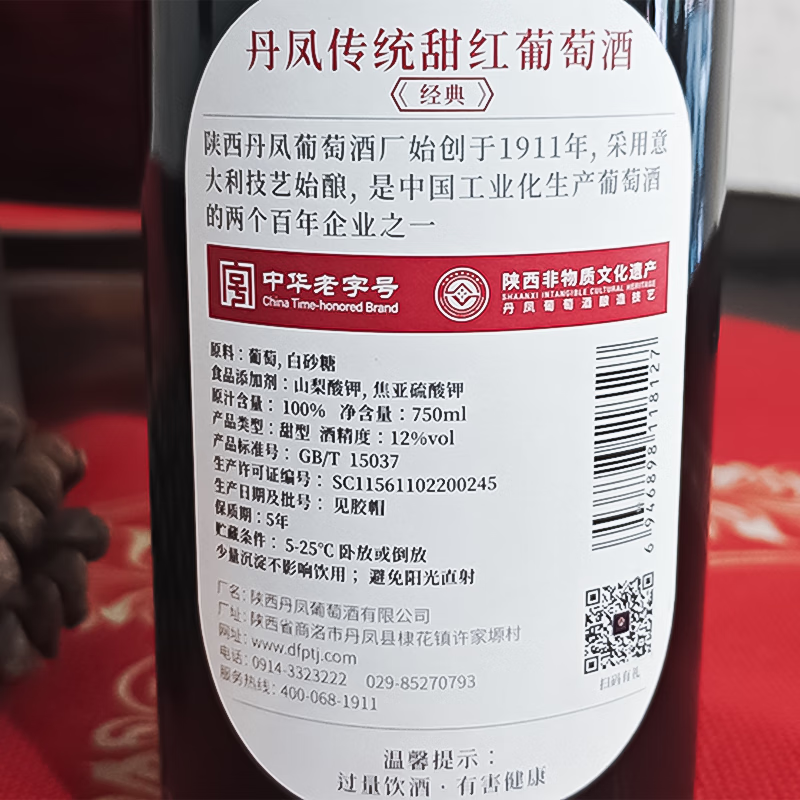 丹凤传统甜红葡萄酒
《经典》
陕西丹凤葡萄酒厂始创于1911年, 采用意
大利技艺始酿, 是中国工业化生产葡萄酒
的两个百年企业之一
中华老字号
China Time-honored Brand
陕西非物质文化遗产
SHAANXI INTANGIBLE CULTURAL HERITAGE
丹凤葡萄酒酿造技艺
原料：葡萄, 白砂糖
食品添加剂：山梨酸钾, 焦亚硫酸钾
原汁含量：100% 净含量：750ml
产品类型：甜型 酒精度：12%vol
产品标准号：GB/T 15037
生产许可证编号：SC11561102200245
生产日期及批号：见胶帽
保质期：5年
贮藏条件：5-25℃ 卧放或倒放
少量沉淀不影响饮用；避免阳光直射
6946898118127
厂名：陕西丹凤葡萄酒有限公司
厂址：陕西省商洛市丹凤县棣花镇许家塬村
网址：www.dfptj.com
电话：0914-3323222 029-85270793
服务热线：400-068-1911
扫码有礼
温馨提示：
过量饮酒·有害健康